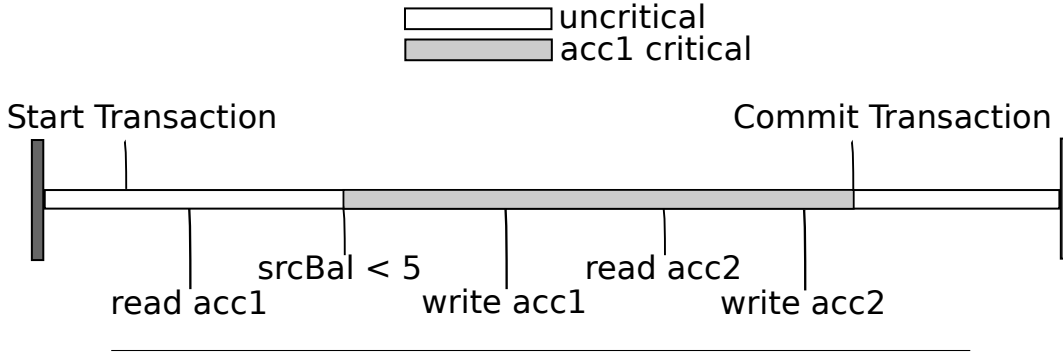 uncritical
acc1 critical
Start Transaction
Commit Transaction
srcBal < 5
read acc2
read acc1
write acc1
write acc2